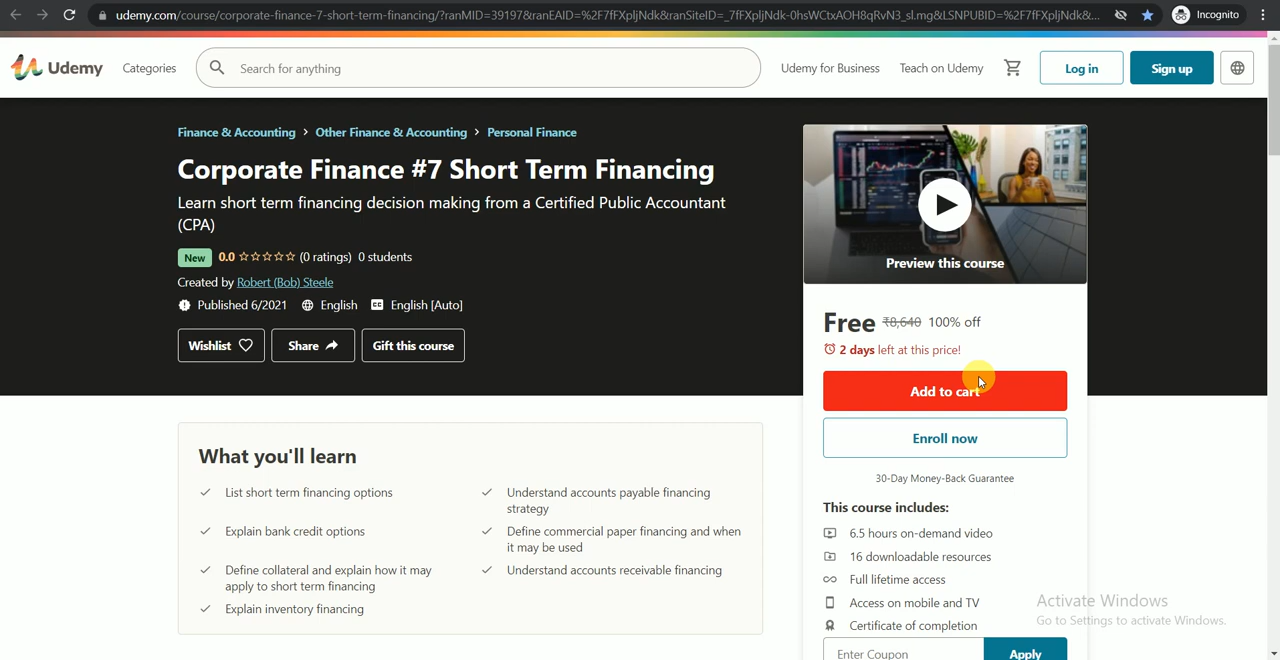 udemy.com/course/corporate-finance-7-short-term-financing/?ranMID=39197&ranEAID=%2F7fFXpljNdk&ranSiteID=_7fFXpljNdk-0hsWCtxAOH8qRvN3_sl.mg&LSNPUBID=%2F7fFXpljNdk&...
Incognito
Udemy
Categories
Search for anything
Udemy for Business
Teach on Udemy
Log in
Sign up
Finance & Accounting > Other Finance & Accounting > Personal Finance
Corporate Finance #7 Short Term Financing
Learn short term financing decision making from a Certified Public Accountant
(CPA)
New 0.0 (0 ratings) 0 students
Created by Robert (Bob) Steele
Published 6/2021 English English [Auto]
Wishlist
Share
Gift this course
Preview this course
Free ₹8,640 100% off
2 days left at this price!
Add to cart
Enroll now
30-Day Money-Back Guarantee
This course includes:
6.5 hours on-demand video
16 downloadable resources
Full lifetime access
Access on mobile and TV
Certificate of completion
Enter Coupon
Apply
What you'll learn
List short term financing options
Explain bank credit options
Define collateral and explain how it may
apply to short term financing
Explain inventory financing
Understand accounts payable financing
strategy
Define commercial paper financing and when
it may be used
Understand accounts receivable financing
Activate Windows
Go to Settings to activate Windows.